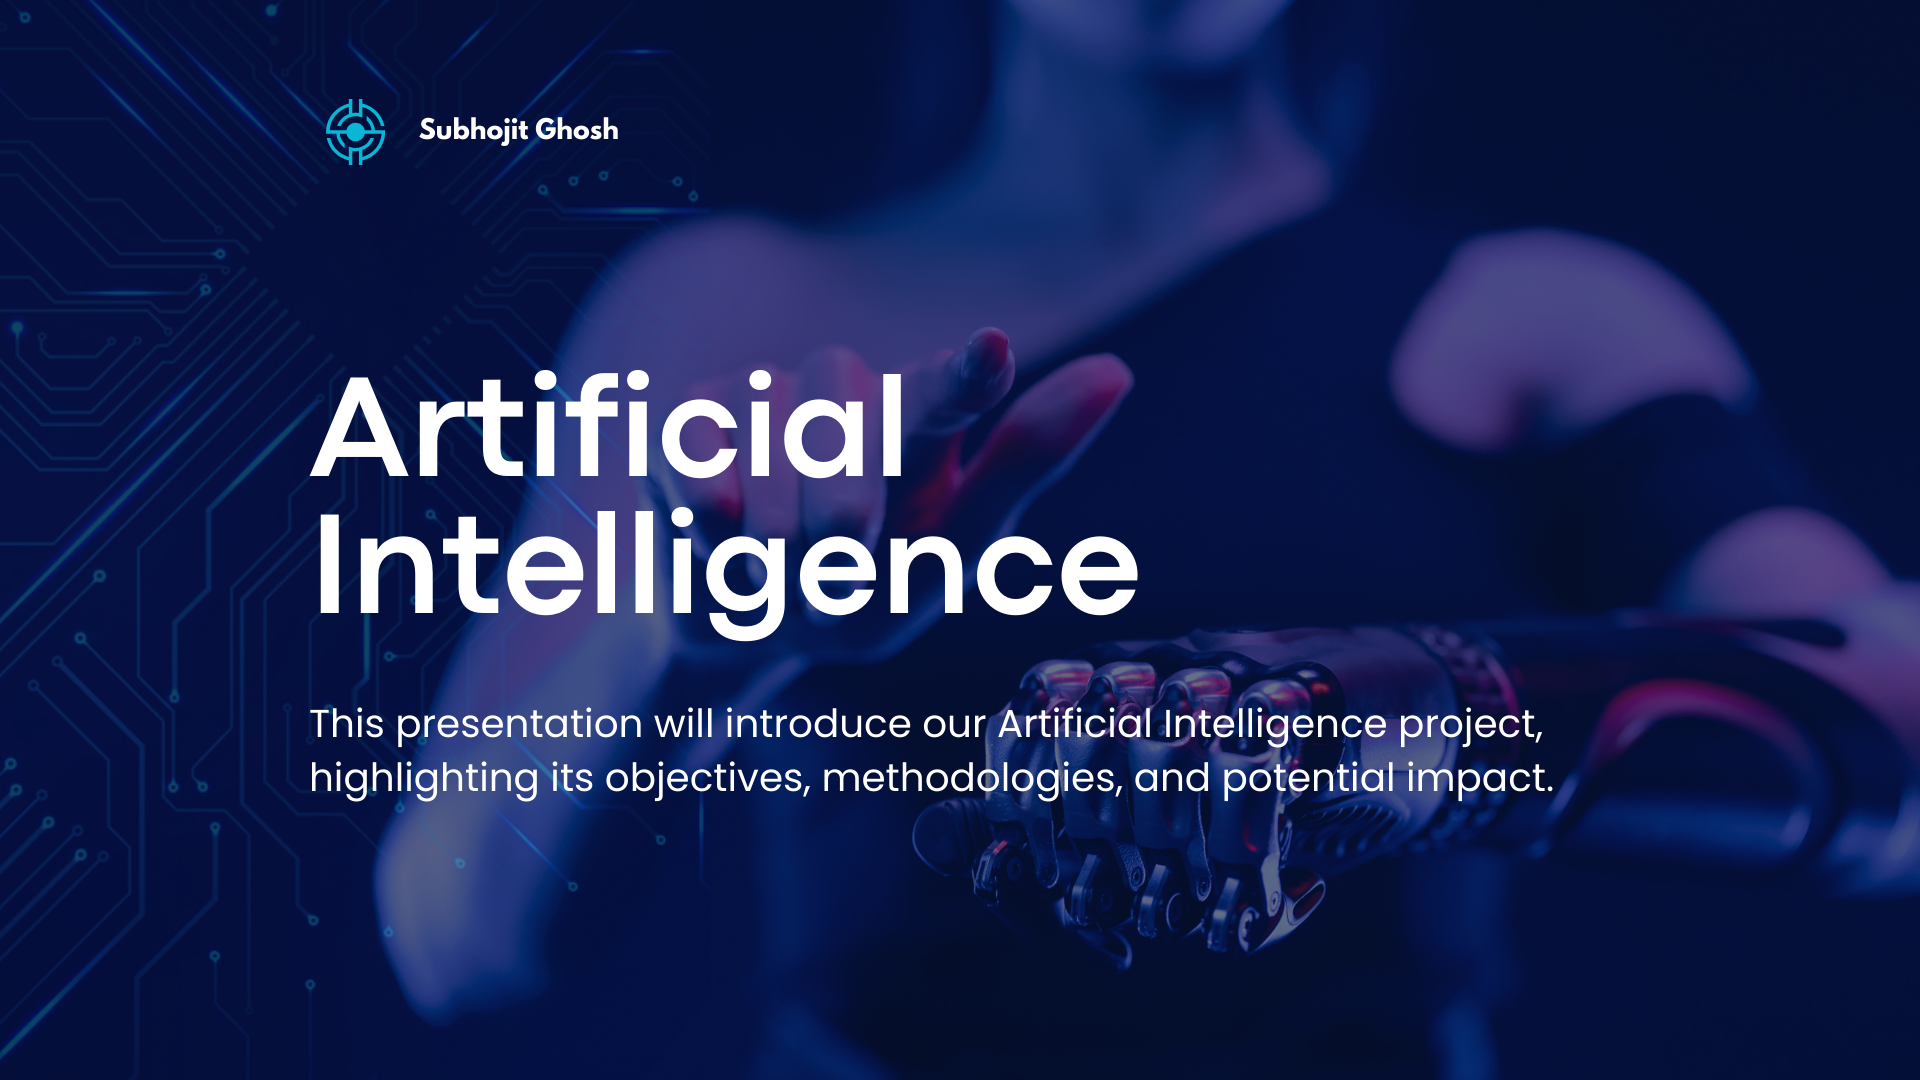 Subhojit Ghosh
Artificial
Intelligence
This presentation will introduce our Artificial Intelligence project,
highlighting its objectives, methodologies, and potential impact.